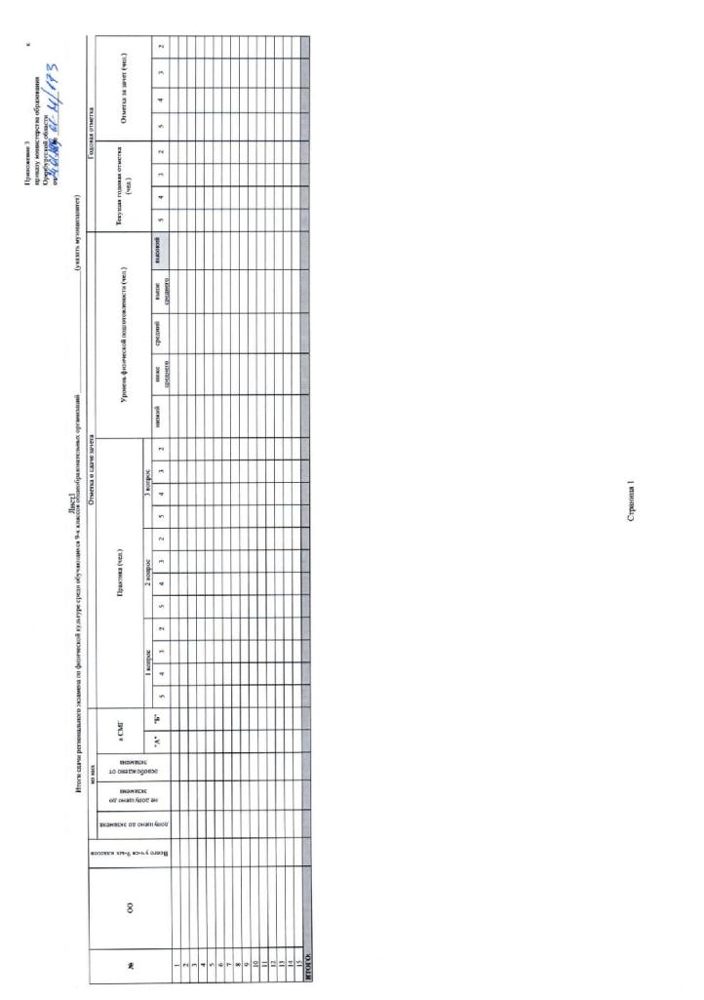 Приложение 3
к
приказу министерства образования
Оренбургской области
01-21/193
Лист1
Итоги сдачи регионального экзамена по физической культуре среди обучающихся 9-х классов общеобразовательных организаций
(указать муниципалитет)
№
ОО
Всего уч-ся 9-ых классов
из них
допущено до экзамена
не допущено до экзамена
освобождено от экзамена
в СМГ
"А" "Б"
Отметка о сдаче зачета
Практика (чел.)
1 вопрос 2 вопрос 3 вопрос
5 4 3 2 5 4 3 2 5 4 3 2
Уровень физической подготовленности (чел.)
низкий
ниже среднего
средний
выше среднего
высокий
Годовая отметка
Текущая годовая отметка (чел.)
5 4 3 2
Отметка за зачет (чел.)
5 4 3 2
1
2
3
4
5
6
7
8
9
10
11
12
13
14
15
ИТОГО:
Страница 1